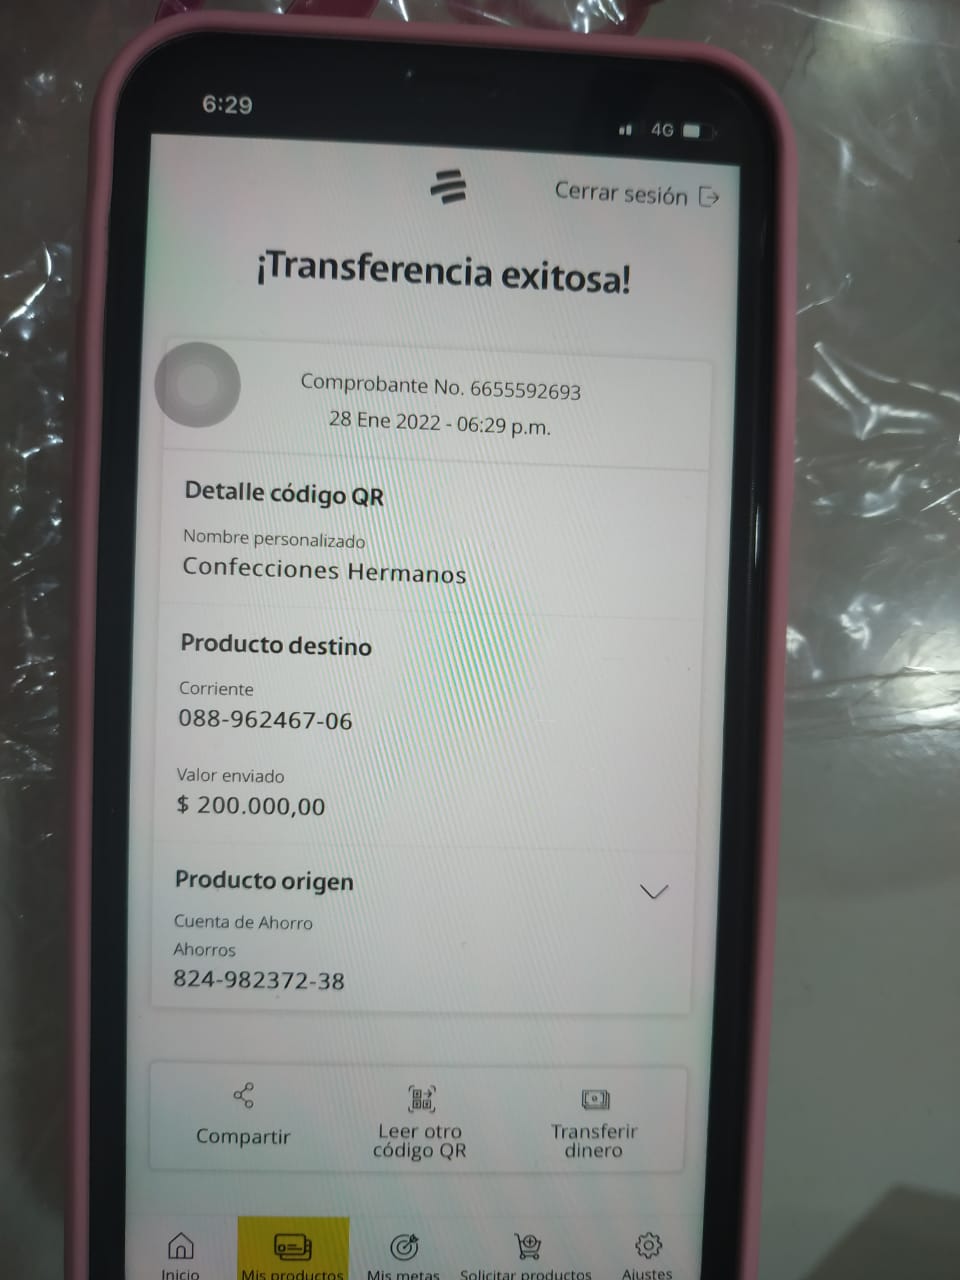 6:29
4G
Cerrar sesión
¡Transferencia exitosa!
Comprobante No. 6655592693
28 Ene 2022 - 06:29 p.m.
Detalle código QR
Nombre personalizado
Confecciones Hermanos
Producto destino
Corriente
088-962467-06
Valor enviado
$ 200.000,00
Producto origen
Cuenta de Ahorro
Ahorros
824-982372-38
Compartir
Leer otro
código QR
Transferir
dinero
Inicio
Mis productos
Mis metas
Solicitar productos
Ajustes